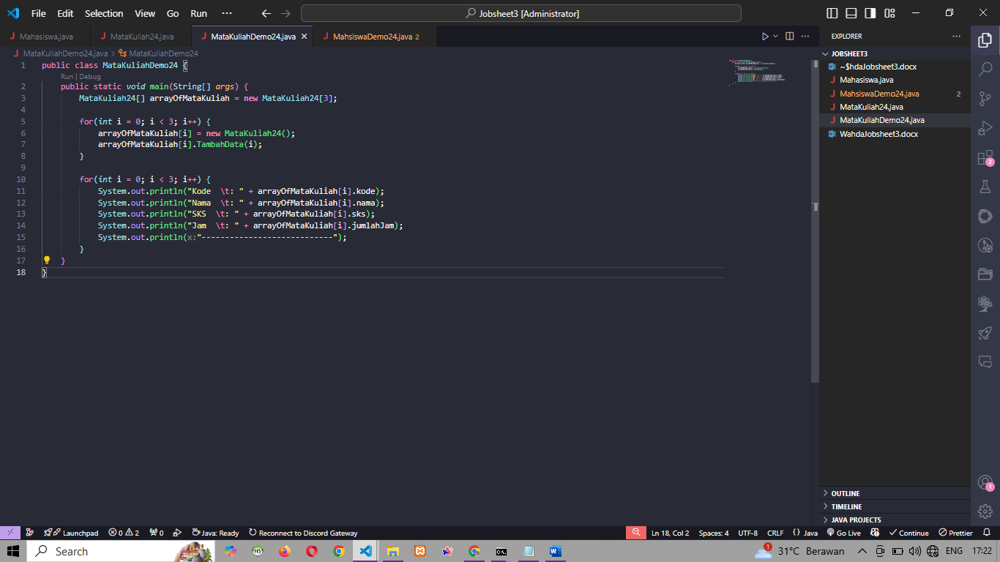 File Edit Selection View Go Run ··· Jobsheet3 [Administrator]
Mahasiswa.java MataKuliah24.java MataKuliahDemo24.java MahsiswaDemo24.java 2
MataKuliahDemo24.java > MataKuliahDemo24
1 public class MataKuliahDemo24 {
Run | Debug
2 public static void main(String[] args) {
3 MataKuliah24[] arrayOfMataKuliah = new MataKuliah24[3];
4
5 for(int i = 0; i < 3; i++) {
6 arrayOfMataKuliah[i] = new MataKuliah24();
7 arrayOfMataKuliah[i].TambahData(i);
8 }
9
10 for(int i = 0; i < 3; i++) {
11 System.out.println("Kode \t: " + arrayOfMataKuliah[i].kode);
12 System.out.println("Nama \t: " + arrayOfMataKuliah[i].nama);
13 System.out.println("SKS \t: " + arrayOfMataKuliah[i].sks);
14 System.out.println("Jam \t: " + arrayOfMataKuliah[i].jumlahJam);
15 System.out.println(x:"----------------------------");
16 }
17 }
18 }
EXPLORER ···
JOBSHEET3
~$hdaJobsheet3.docx
Mahasiswa.java
MahsiswaDemo24.java 2
MataKuliah24.java
MataKuliahDemo24.java
WahdaJobsheet3.docx
2
1
OUTLINE
TIMELINE
JAVA PROJECTS
Launchpad 0 2 0 Java: Ready Reconnect to Discord Gateway Ln 18, Col 2 Spaces: 4 UTF-8 CRLF {} Java Go Live Continue Prettier
Search HS W 1 31°C Berawan ENG 17:22